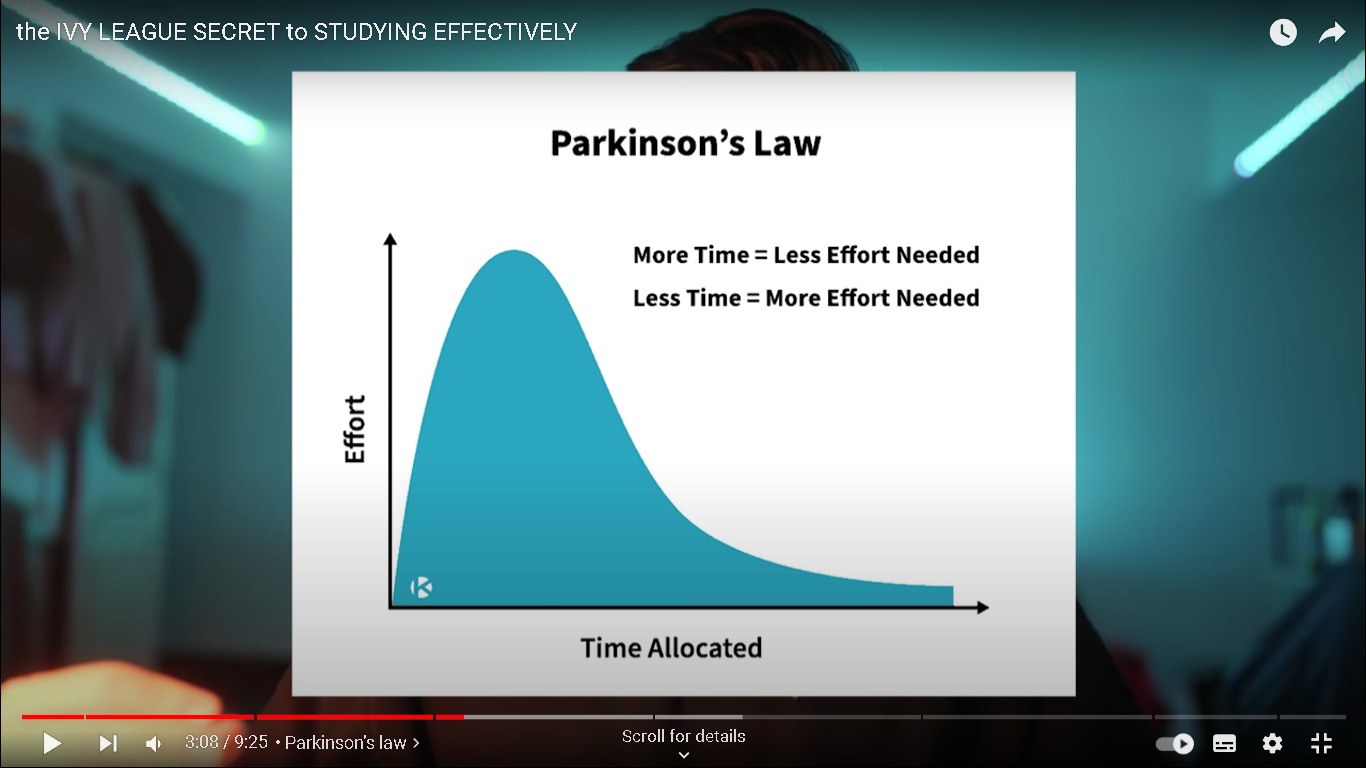 the IVY LEAGUE SECRET to STUDYING EFFECTIVELY
Parkinson’s Law
More Time = Less Effort Needed
Less Time = More Effort Needed
Effort
K
Time Allocated
3:08 / 9:25 • Parkinson's law
Scroll for details